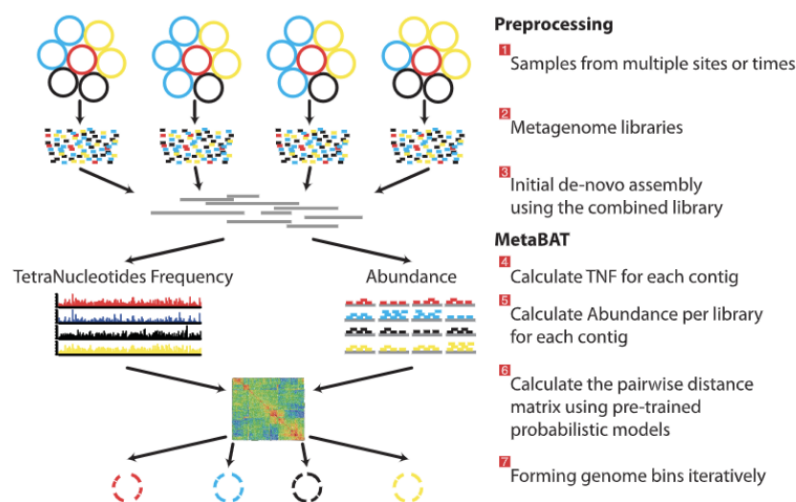 Preprocessing
1 Samples from multiple sites or times
2 Metagenome libraries
3 Initial de-novo assembly
using the combined library
MetaBAT
TetraNucleotides Frequency
Abundance
4 Calculate TNF for each contig
5 Calculate Abundance per library
for each contig
6 Calculate the pairwise distance
matrix using pre-trained
probabilistic models
7 Forming genome bins iteratively